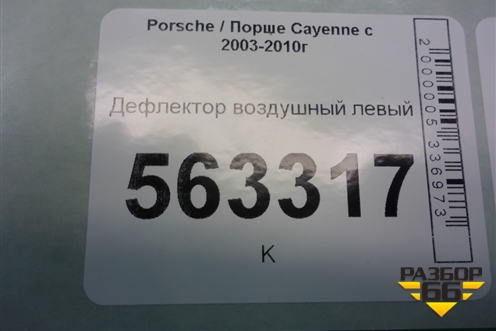 Porsche / Порше Cayenne с
2003-2010г
Дефлектор воздушный левый
563317
К
2000005336973
РАЗБОР
66